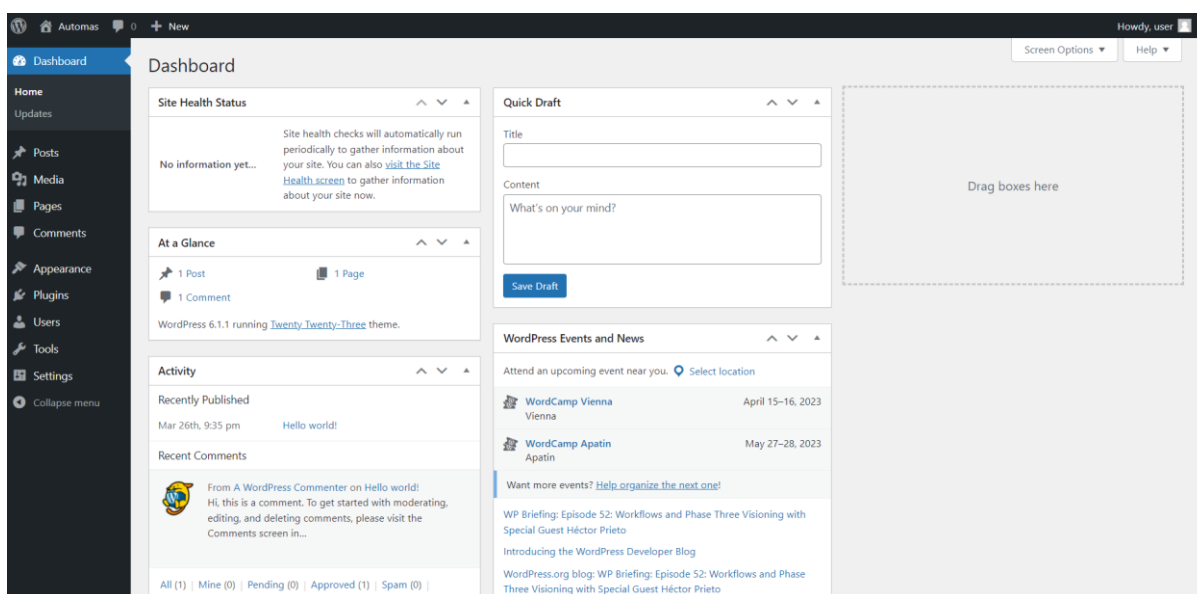 Automas 0 + New Howdy, user
Screen Options ▼ Help ▼
Dashboard
Home
Updates
Posts
Media
Pages
Comments
Appearance
Plugins
Users
Tools
Settings
Collapse menu
Dashboard
Site Health Status
No information yet...
Site health checks will automatically run
periodically to gather information about
your site. You can also visit the Site
Health screen to gather information
about your site now.
At a Glance
1 Post 1 Page
1 Comment
WordPress 6.1.1 running Twenty Twenty-Three theme.
Activity
Recently Published
Mar 26th, 9:35 pm Hello world!
Recent Comments
From A WordPress Commenter on Hello world!
Hi, this is a comment. To get started with moderating,
editing, and deleting comments, please visit the
Comments screen in...
All (1) | Mine (0) | Pending (0) | Approved (1) | Spam (0) |
Quick Draft
Title
Content
What's on your mind?
Save Draft
WordPress Events and News
Attend an upcoming event near you. Select location
WordCamp Vienna April 15–16, 2023
Vienna
WordCamp Apatin May 27–28, 2023
Apatin
Want more events? Help organize the next one!
WP Briefing: Episode 52: Workflows and Phase Three Visioning with
Special Guest Héctor Prieto
Introducing the WordPress Developer Blog
WordPress.org blog: WP Briefing: Episode 52: Workflows and Phase
Three Visioning with Special Guest Héctor Prieto
Drag boxes here